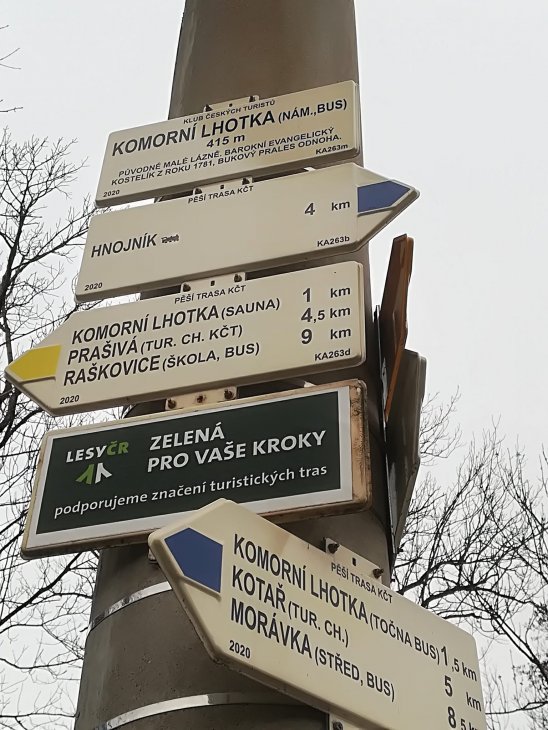 KLUB ČESKÝCH TURISTŮ
KOMORNÍ LHOTKA (NÁM.,BUS)
415 m
PŮVODNĚ MALÉ LÁZNĚ. BAROKNÍ EVANGELICKÝ
KOSTELÍK Z ROKU 1781, BUKOVÝ PRALES ODNOHA.
2020 KA263m
PĚŠÍ TRASA KČT
HNOJNÍK 4 km
2020 KA263b
PĚŠÍ TRASA KČT
KOMORNÍ LHOTKA (SAUNA) 1 km
PRAŠIVÁ (TUR. CH. KČT) 4,5 km
RAŠKOVICE (ŠKOLA, BUS) 9 km
2020 KA263d
LESY ČR
ZELENÁ
PRO VAŠE KROKY
podporujeme značení turistických tras
PĚŠÍ TRASA KČT
KOMORNÍ LHOTKA (TOČNA BUS) 1,5 km
KOTAŘ (TUR. CH.) 5 km
MORÁVKA (STŘED, BUS) 8,5 km
2020